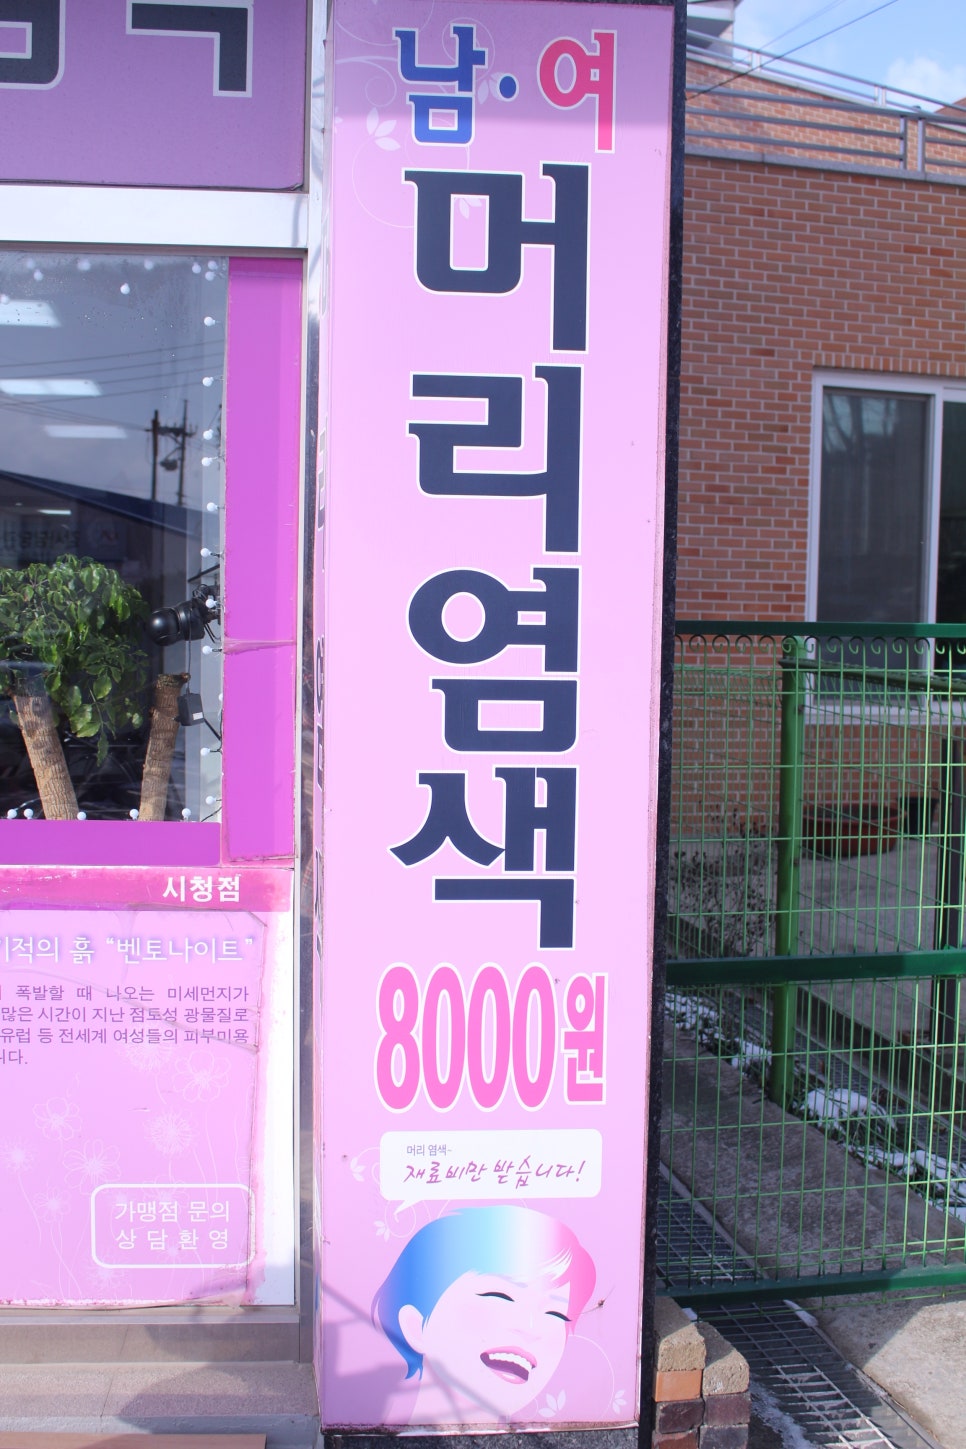 남·여
머리염색
8000원
머리 염색~
재료비만 받습니다!
시청점
흙 "벤토나이트"
폭발할 때 나오는 미세먼지가
많은 시간이 지난 점토성 광물질로
유럽 등 전세계 여성들의 피부미용
니다.
가맹점 문의
상담환영